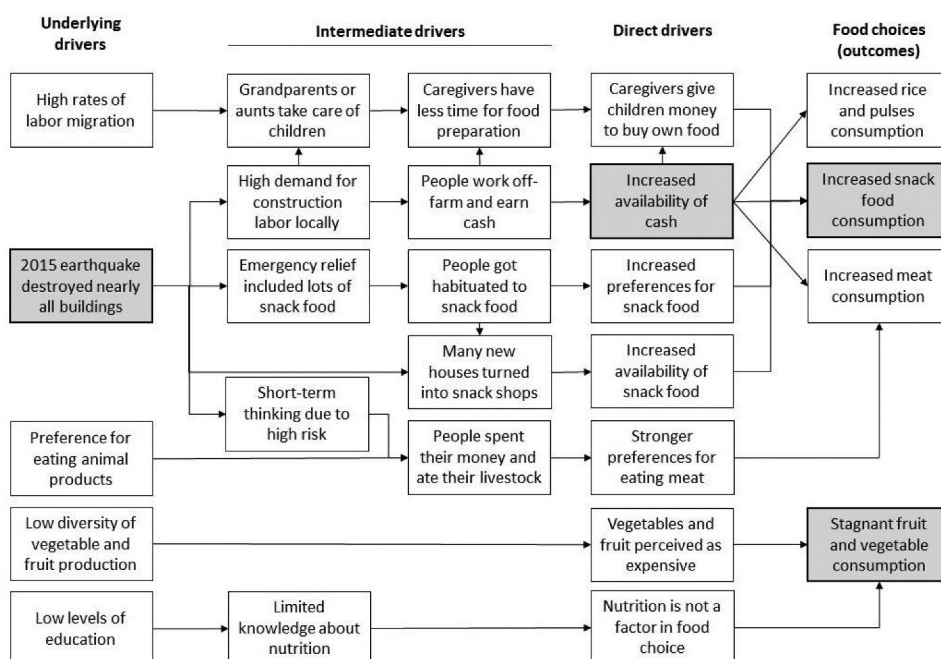 Underlying
drivers
Intermediate drivers
Direct drivers
Food choices
(outcomes)
High rates of
labor migration
Grandparents or
aunts take care of
children
Caregivers have
less time for food
preparation
Caregivers give
children money
to buy own food
Increased rice
and pulses
consumption
High demand for
construction
labor locally
People work off-
farm and earn
cash
Increased
availability of
cash
Increased snack
food
consumption
2015 earthquake
destroyed nearly
all buildings
Emergency relief
included lots of
snack food
People got
habituated to
snack food
Increased
preferences for
snack food
Increased meat
consumption
Many new
houses turned
into snack shops
Increased
availability of
snack food
Short-term
thinking due to
high risk
Preference for
eating animal
products
People spent
their money and
ate their livestock
Stronger
preferences for
eating meat
Low diversity of
vegetable and
fruit production
Vegetables and
fruit perceived as
expensive
Stagnant fruit
and vegetable
consumption
Low levels of
education
Limited
knowledge about
nutrition
Nutrition is not a
factor in food
choice